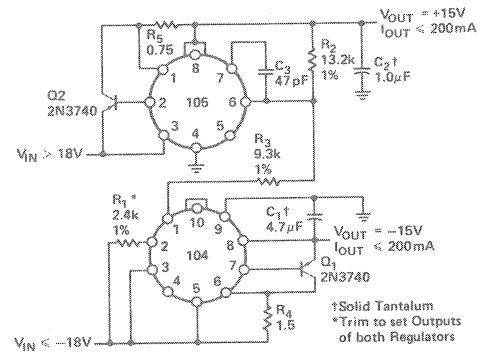 VOUT = +15V
IOUT ≤ 200mA
R5
0.75
1
8
7
C3
47pF
R2
13.2k
1%
C2†
1.0µF
Q2
2N3740
2
105
6
3
4
5
VIN > 18V
R3
9.3k
1%
R1*
2.4k
1%
1
10
9
C1†
4.7µF
VOUT = −15V
IOUT ≤ 200mA
2
8
104
3
7
Q1
2N3740
4
5
6
R4
1.5
†Solid Tantalum
*Trim to set Outputs
of both Regulators
VIN ≤ −18V